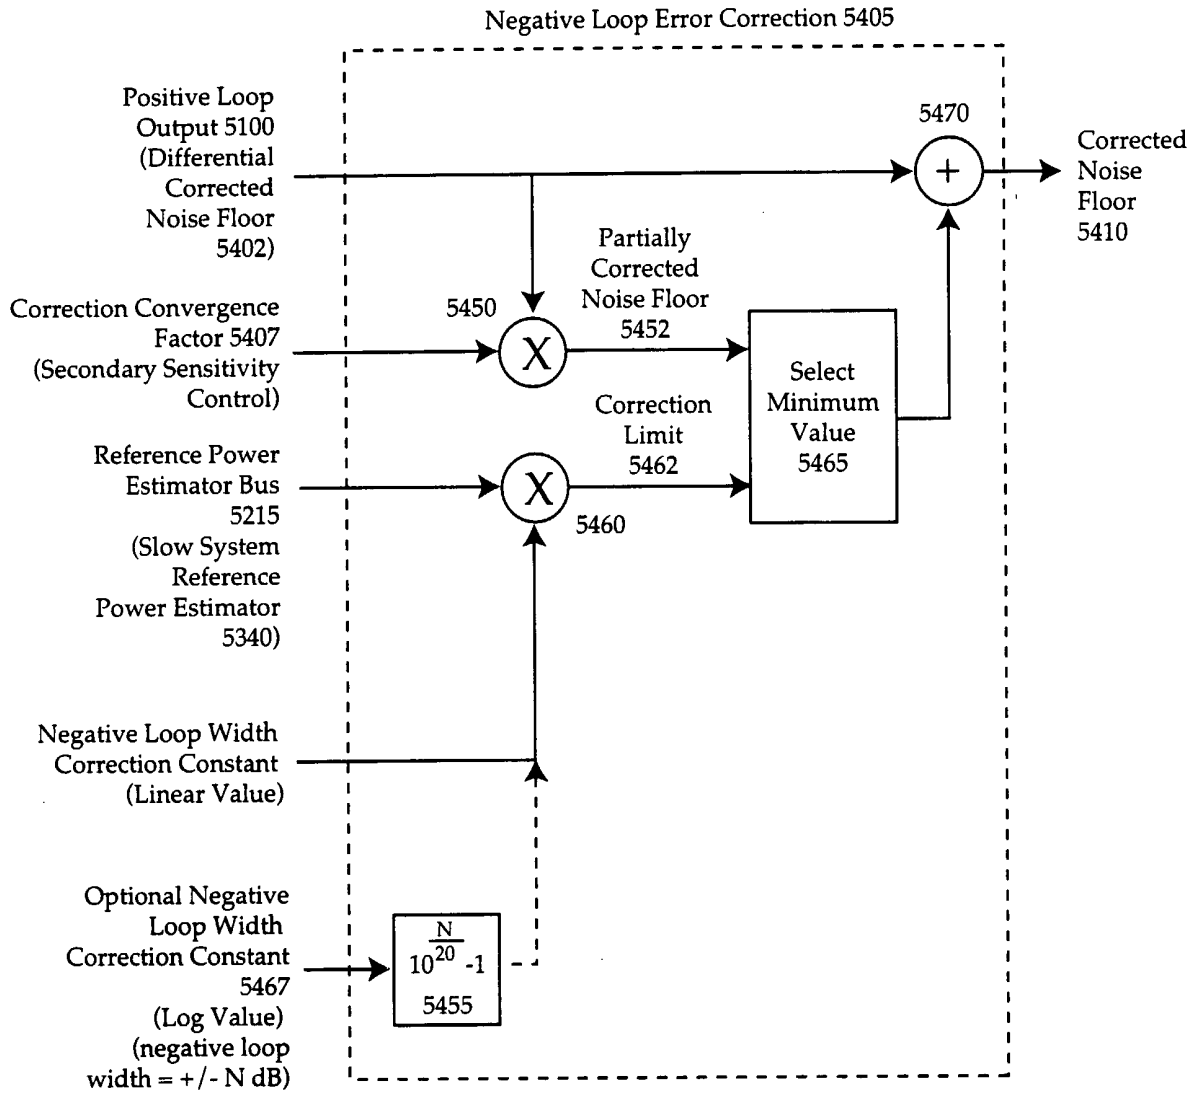 Negative Loop Error Correction 5405
Positive Loop
Output 5100
(Differential
Corrected
Noise Floor
5402)
5470
+
Corrected
Noise
Floor
5410
Partially
Corrected
Noise Floor
5452
Correction Convergence
Factor 5407
(Secondary Sensitivity
Control)
5450
X
Select
Minimum
Value
5465
Correction
Limit
5462
Reference Power
Estimator Bus
5215
(Slow System
Reference
Power Estimator
5340)
X
5460
Negative Loop Width
Correction Constant
(Linear Value)
Optional Negative
Loop Width
Correction Constant
5467
(Log Value)
(negative loop
width = +/- N dB)
N
10 20 -1
5455